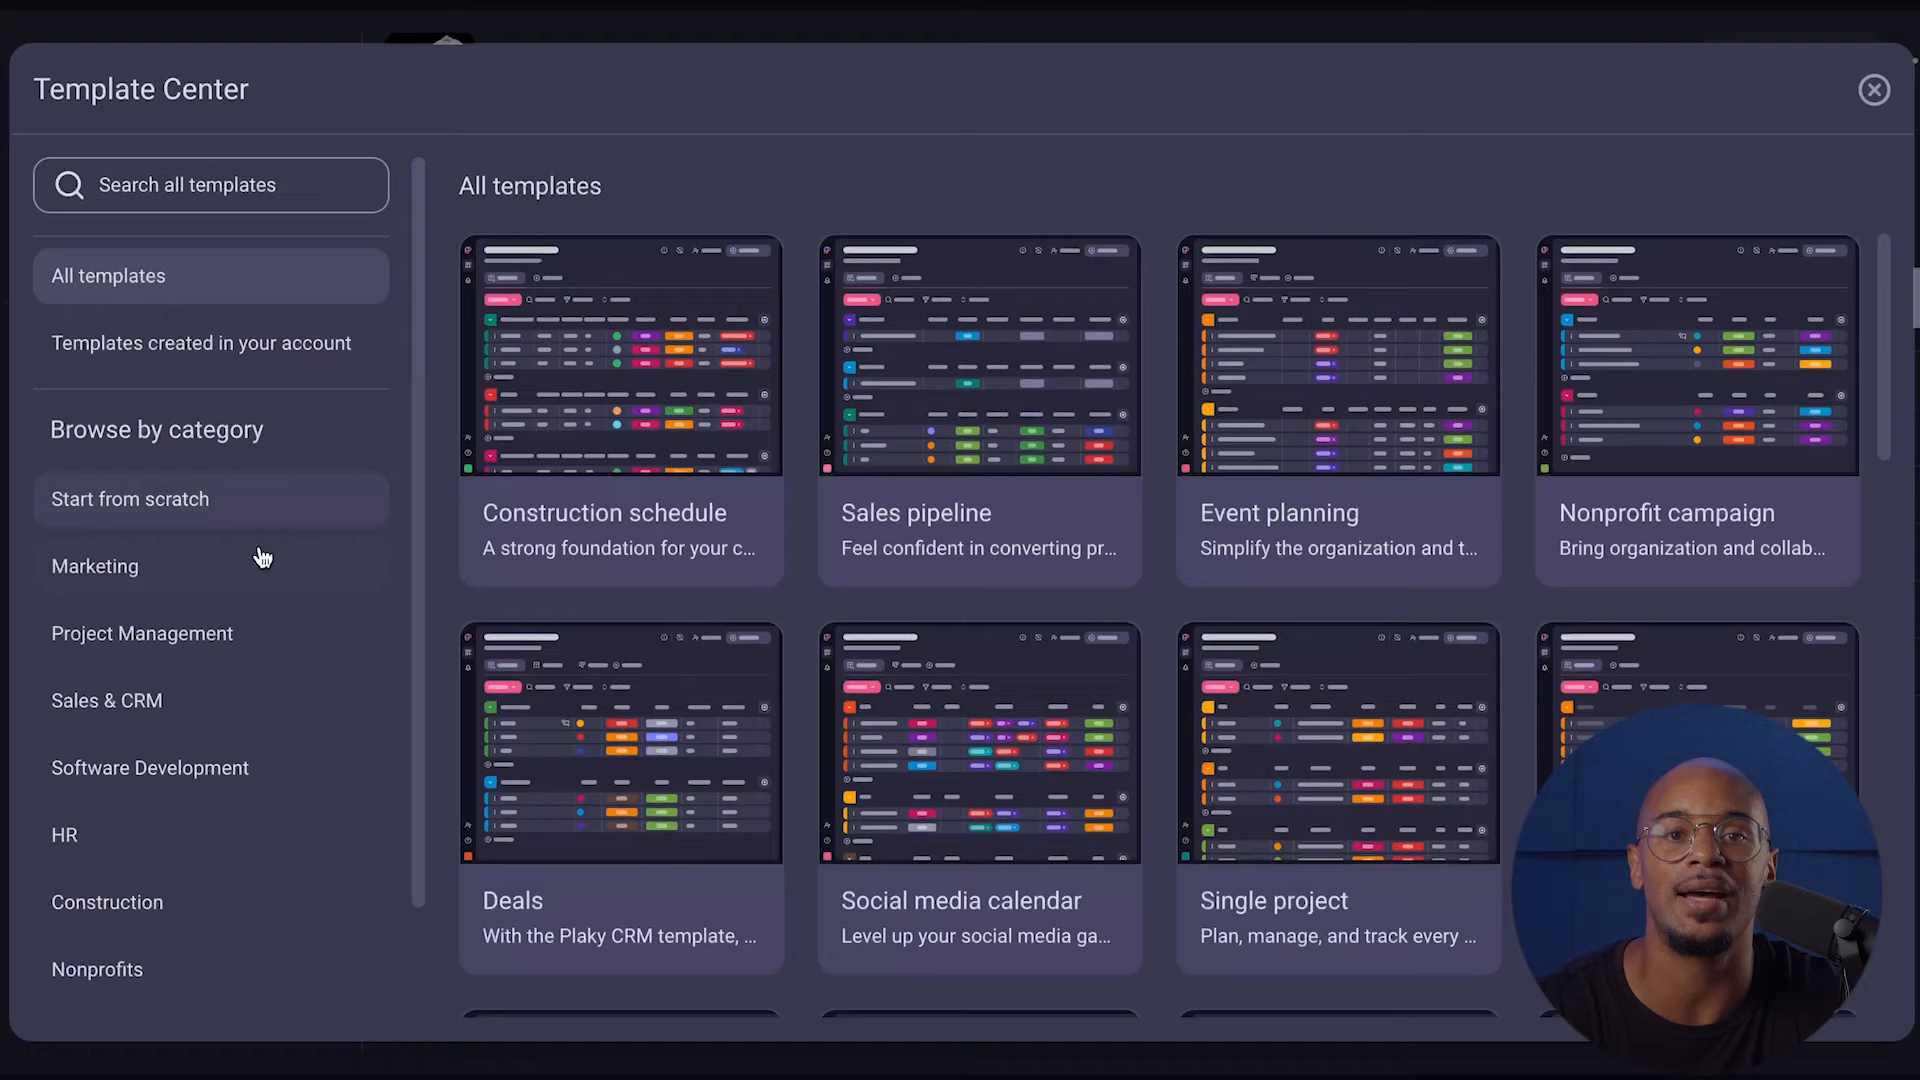 Template Center
Search all templates
All templates
Templates created in your account
Browse by category
Start from scratch
Marketing
Project Management
Sales & CRM
Software Development
HR
Construction
Nonprofits
All templates
Construction schedule
A strong foundation for your c...
Sales pipeline
Feel confident in converting pr...
Event planning
Simplify the organization and t...
Nonprofit campaign
Bring organization and collab...
Deals
With the Plaky CRM template, ...
Social media calendar
Level up your social media ga...
Single project
Plan, manage, and track every ...